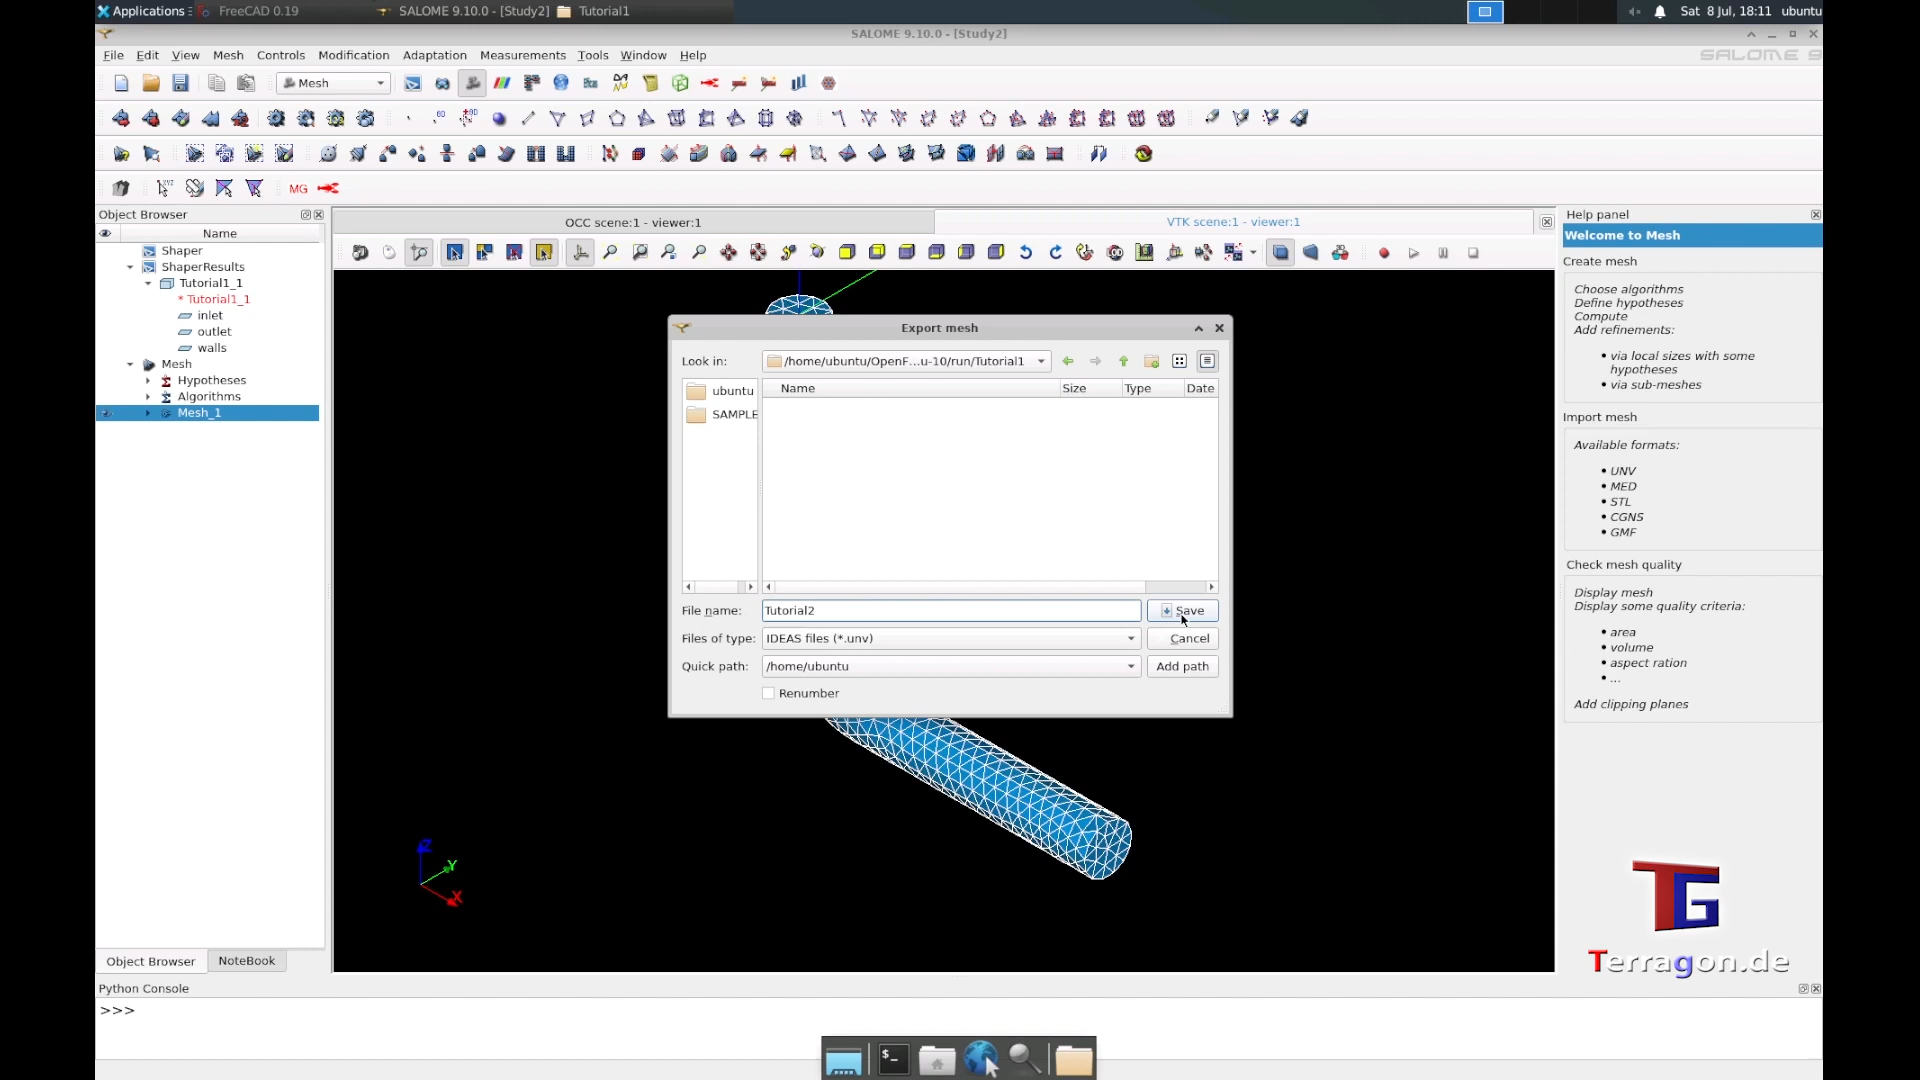 Applications
FreeCAD 0.19
SALOME 9.10.0 - [Study2]
Tutorial1
Sat 8 Jul, 18:11
ubuntu
SALOME 9.10.0 - [Study2]
File Edit View Mesh Controls Modification Adaptation Measurements Tools Window Help
SALOME 9
Mesh
MG
Object Browser
Name
Shaper
ShaperResults
Tutorial1_1
* Tutorial1_1
inlet
outlet
walls
Mesh
Hypotheses
Algorithms
Mesh_1
Object Browser
NoteBook
OCC scene:1 - viewer:1
VTK scene:1 - viewer:1
Export mesh
Look in:
/home/ubuntu/OpenF...u-10/run/Tutorial1
ubuntu
SAMPLE
Name
Size
Type
Date
File name:
Tutorial2
Save
Files of type:
IDEAS files (*.unv)
Cancel
Quick path:
/home/ubuntu
Add path
Renumber
Z
Y
X
Help panel
Welcome to Mesh
Create mesh
Choose algorithms
Define hypotheses
Compute
Add refinements:
• via local sizes with some
hypotheses
• via sub-meshes
Import mesh
Available formats:
• UNV
• MED
• STL
• CGNS
• GMF
Check mesh quality
Display mesh
Display some quality criteria:
• area
• volume
• aspect ration
• ...
Add clipping planes
TG
Terragon.de
Python Console
>>>
$_